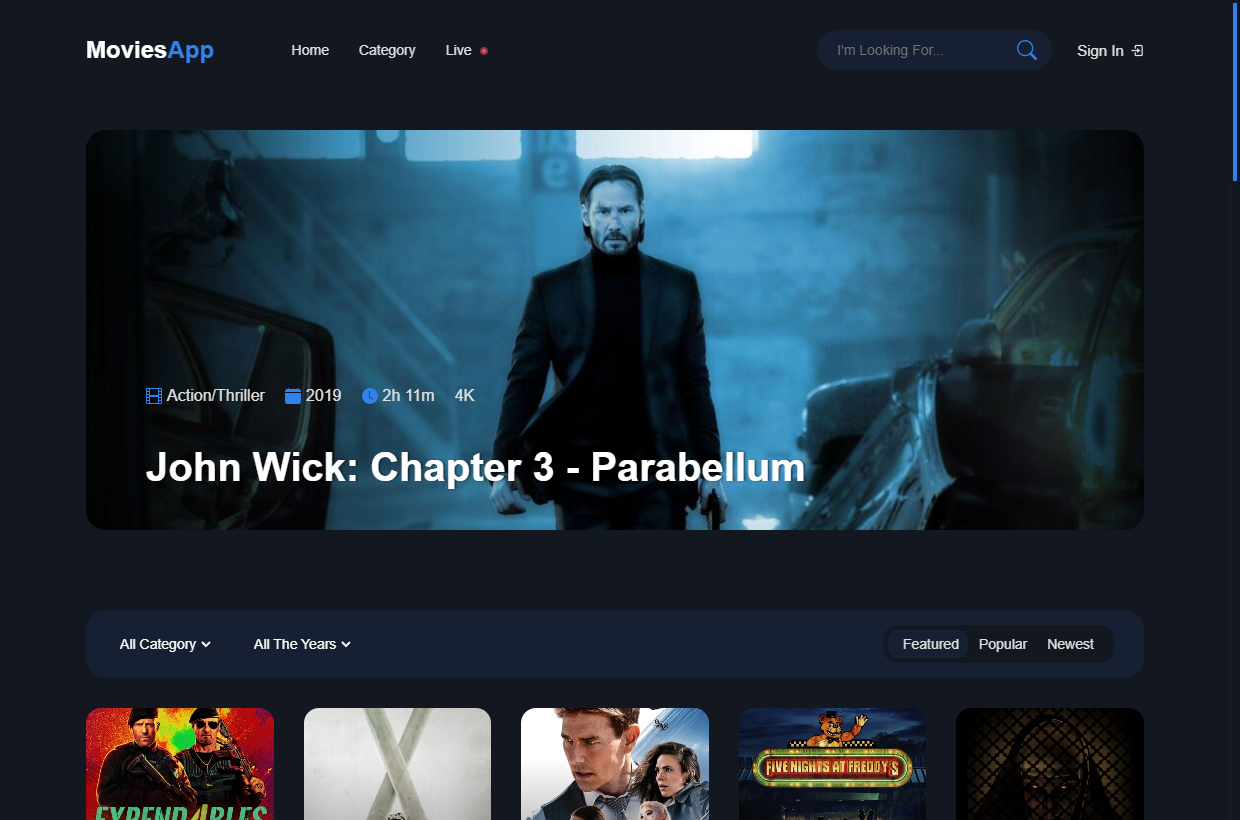 MoviesApp
Home Category Live
I'm Looking For...
Sign In
e
Action/Thriller 2019 2h 11m 4K
John Wick: Chapter 3 - Parabellum
All Category All The Years
Featured Popular Newest
EXPEND4BLES
X
FIVE NIGHTS AT FREDDY'S